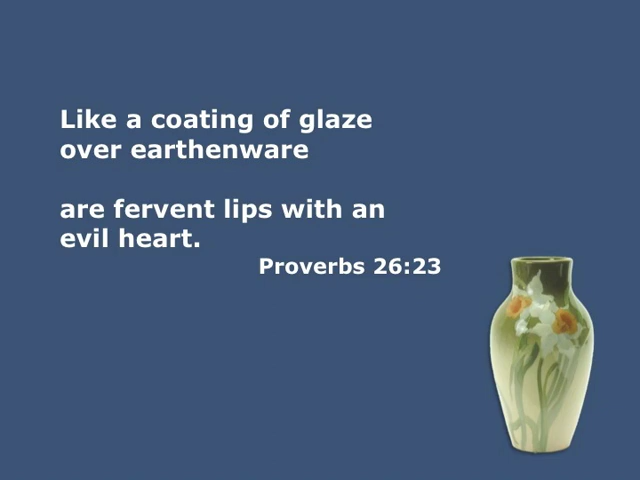 Like a coating of glaze
over earthenware
are fervent lips with an
evil heart.
Proverbs 26:23